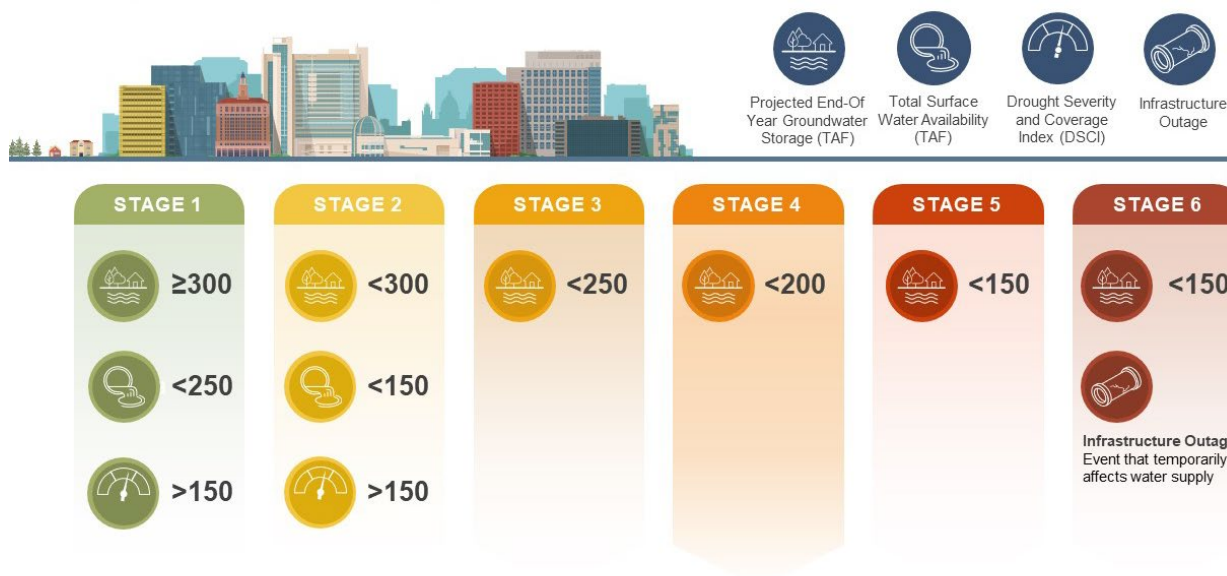 Projected End-Of
Year Groundwater
Storage (TAF)
Total Surface
Water Availability
(TAF)
Drought Severity
and Coverage
Index (DSCI)
Infrastructure
Outage
STAGE 1
≥300
<250
>150
STAGE 2
<300
<150
>150
STAGE 3
<250
STAGE 4
<200
STAGE 5
<150
STAGE 6
<150
Infrastructure Outag
Event that temporarily
affects water supply